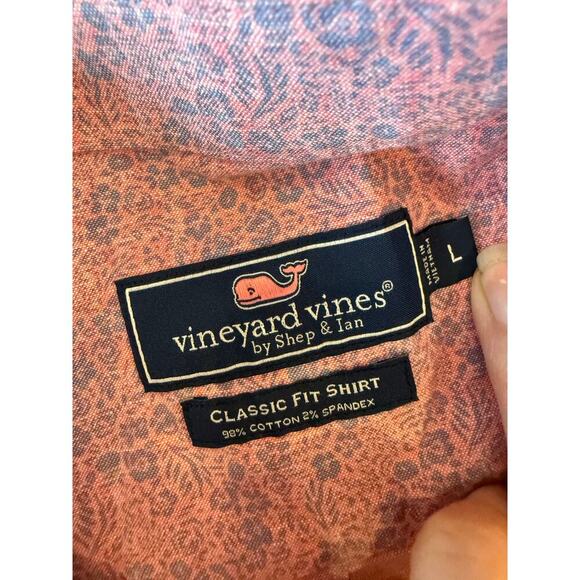 vineyard vines®
by Shep & Ian
L
MADE IN
VIETNAM
CLASSIC FIT SHIRT
98% COTTON 2% SPANDEX